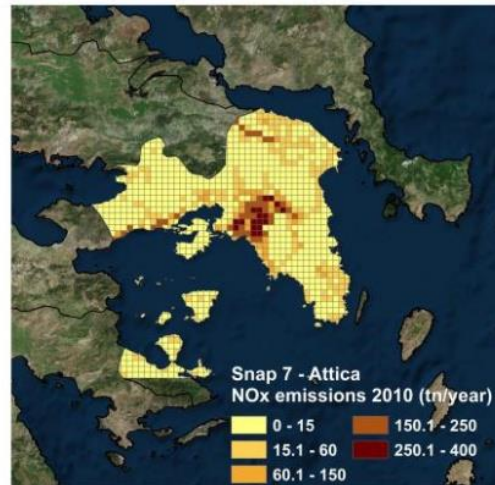 Snap 7 - Attica
NOx emissions 2010 (tn/year)
0 - 15
150.1 - 250
15.1 - 60
250.1 - 400
60.1 - 150